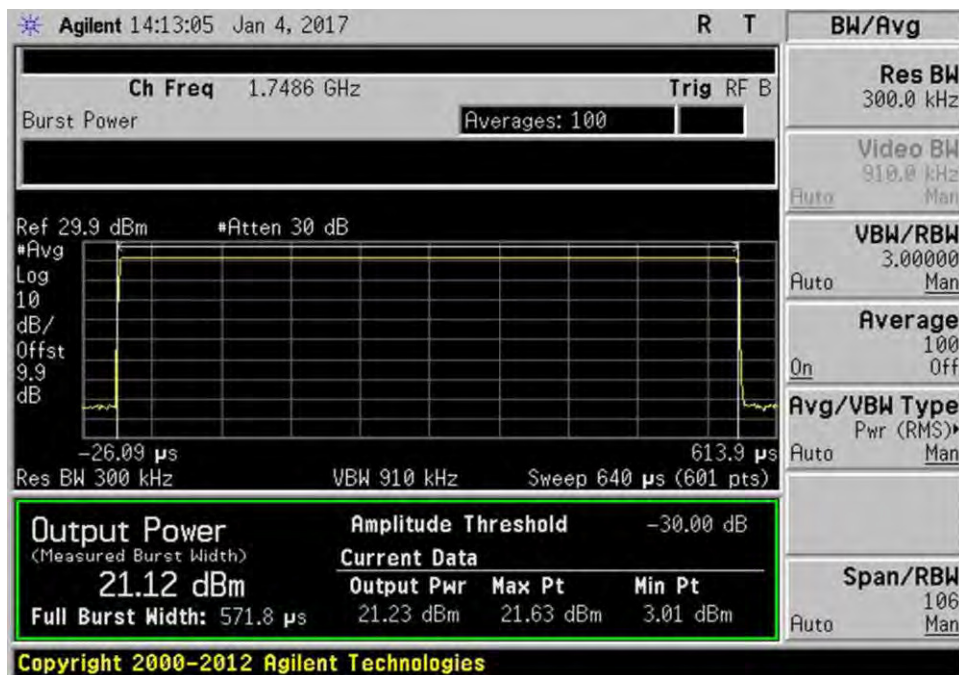 Agilent 14:13:05 Jan 4, 2017 R T
Ch Freq 1.7486 GHz Trig RF B
Burst Power Averages: 100
Ref 29.9 dBm #Atten 30 dB
#Avg
Log
10
dB/
Offst
9.9
dB
-26.09 µs 613.9 µs
Res BW 300 kHz VBW 910 kHz Sweep 640 µs (601 pts)
Output Power
(Measured Burst Width)
21.12 dBm
Full Burst Width: 571.8 µs
Amplitude Threshold -30.00 dB
Current Data
Output Pwr Max Pt Min Pt
21.23 dBm 21.63 dBm 3.01 dBm
BW/Avg
Res BW
300.0 kHz
Video BW
910.0 kHz
Auto Man
VBW/RBW
3.00000
Auto Man
Average
100
On Off
Avg/VBW Type
Pwr (RMS)
Auto Man
Span/RBW
106
Auto Man
Copyright 2000-2012 Agilent Technologies